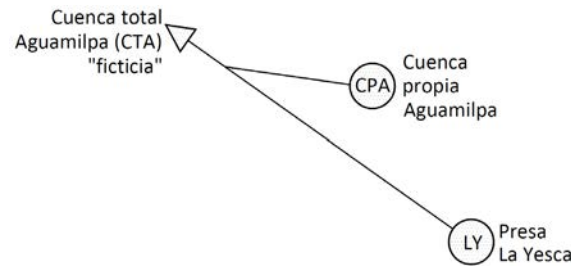 Cuenca total
Aguamilpa (CTA)
"ficticia"
CPA
Cuenca
propia
Aguamilpa
LY
Presa
La Yesca